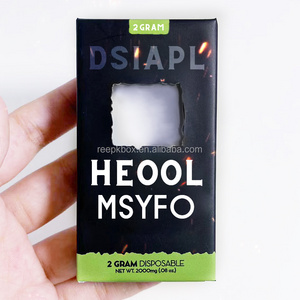 2 GRAM
DSIAPL
reepkbox.en.alibaba.com
HEOOL
MSYFO
2 GRAM DISPOSABLE
NET WT. 2000mg (.08 oz.)